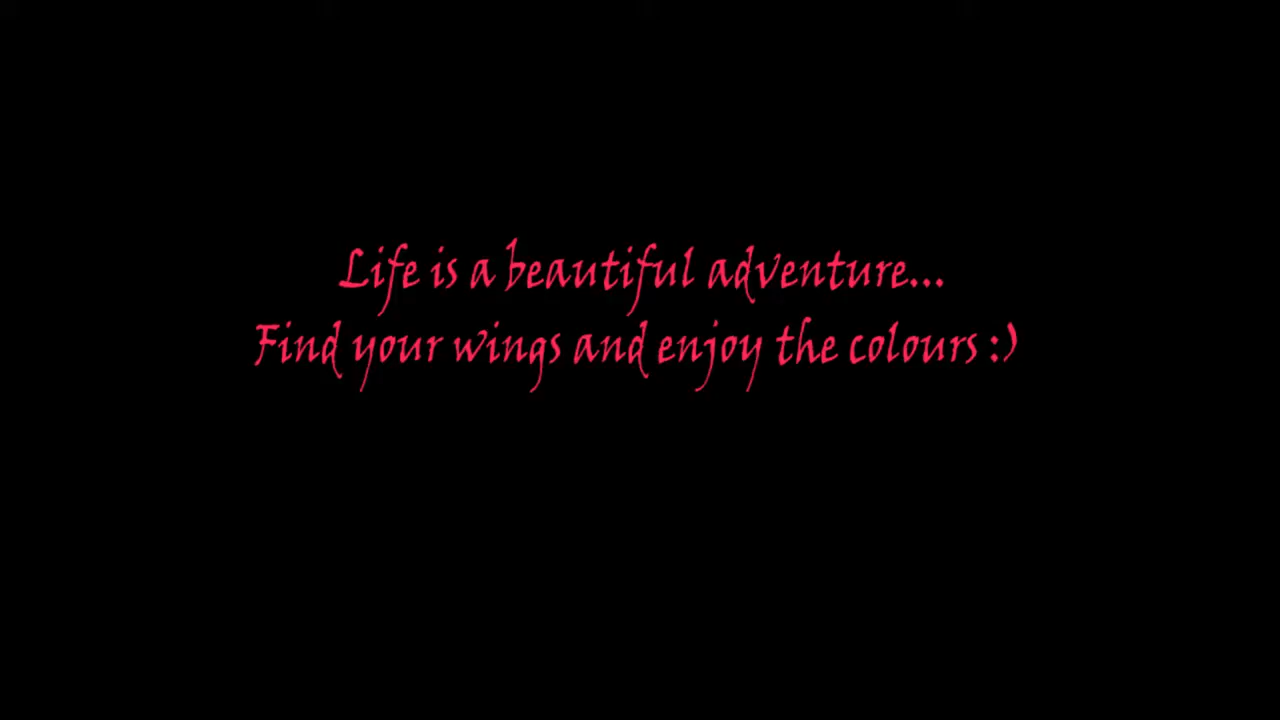 Life is a beautiful adventure...
Find your wings and enjoy the colours :)